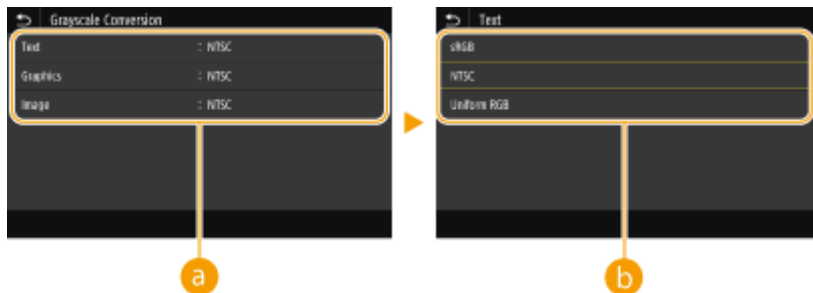 Grayscale Conversion
Text : NTSC
Graphics : NTSC
Image : NTSC
a
Text
sRGB
NTSC
Uniform RGB
b